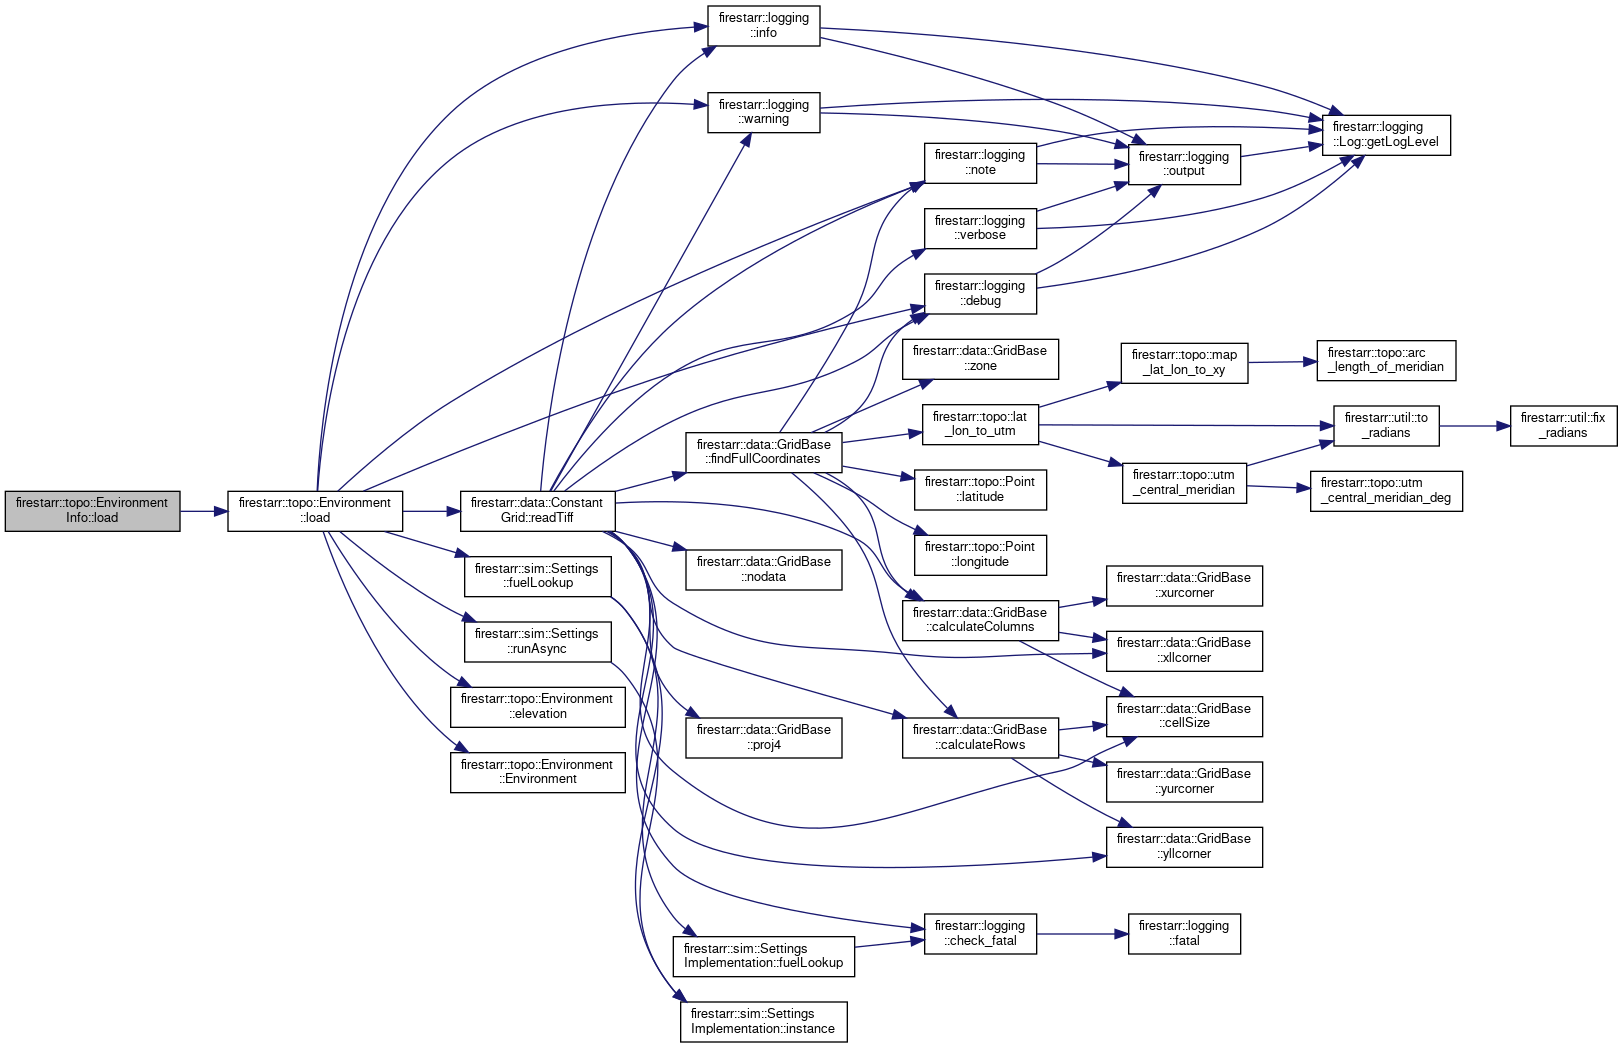 firestarr::topo::Environment
Info::load
firestarr::topo::Environment
::load
firestarr::data::Constant
Grid::readTiff
firestarr::sim::Settings
::fuelLookup
firestarr::sim::Settings
::runAsync
firestarr::topo::Environment
::elevation
firestarr::topo::Environment
::Environment
firestarr::logging
::info
firestarr::logging
::warning
firestarr::data::GridBase
::findFullCoordinates
firestarr::data::GridBase
::nodata
firestarr::data::GridBase
::proj4
firestarr::sim::Settings
Implementation::fuelLookup
firestarr::sim::Settings
Implementation::instance
firestarr::logging
::note
firestarr::logging
::verbose
firestarr::logging
::debug
firestarr::data::GridBase
::zone
firestarr::topo::lat
_lon_to_utm
firestarr::topo::Point
::latitude
firestarr::topo::Point
::longitude
firestarr::data::GridBase
::calculateColumns
firestarr::data::GridBase
::calculateRows
firestarr::logging
::check_fatal
firestarr::logging
::output
firestarr::topo::map
_lat_lon_to_xy
firestarr::topo::utm
_central_meridian
firestarr::data::GridBase
::xurcorner
firestarr::data::GridBase
::xllcorner
firestarr::data::GridBase
::cellSize
firestarr::data::GridBase
::yurcorner
firestarr::data::GridBase
::yllcorner
firestarr::logging
::fatal
firestarr::logging
::Log::getLogLevel
firestarr::topo::arc
_length_of_meridian
firestarr::util::to
_radians
firestarr::topo::utm
_central_meridian_deg
firestarr::util::fix
_radians